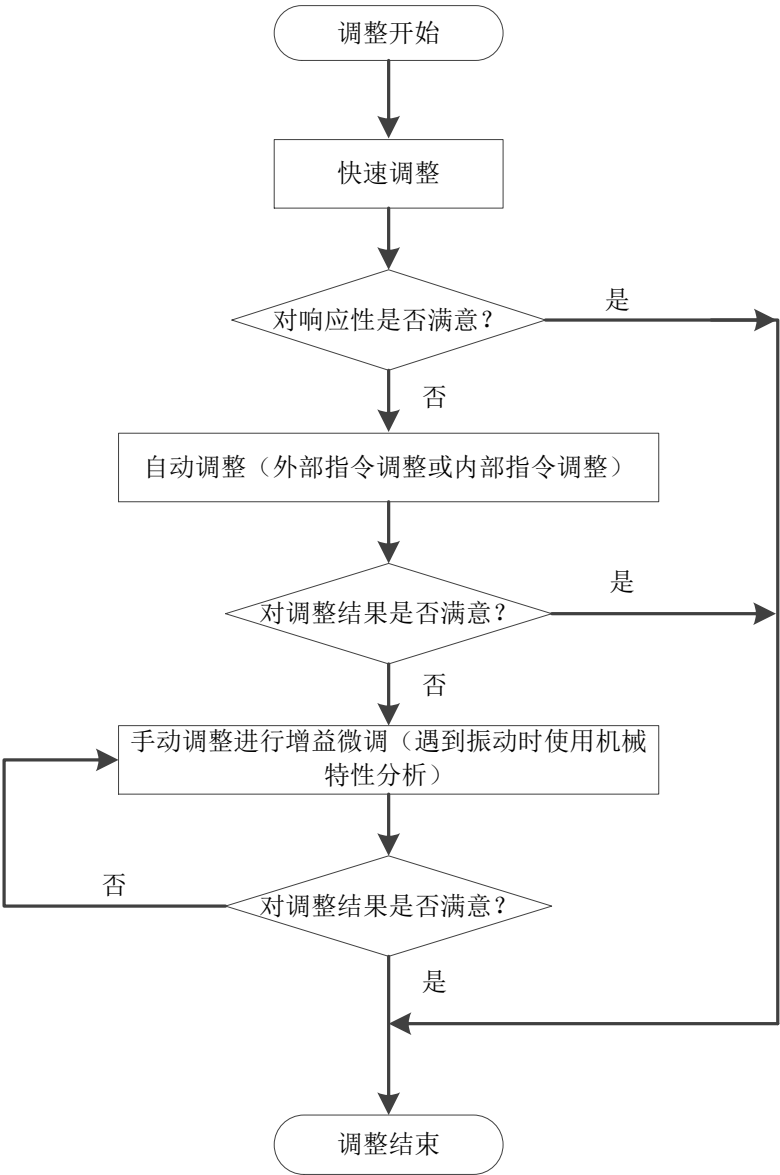 调整开始
快速调整
对响应性是否满意？
是
否
自动调整（外部指令调整或内部指令调整）
对调整结果是否满意？
是
否
手动调整进行增益微调（遇到振动时使用机械
特性分析）
对调整结果是否满意？
否
是
调整结束